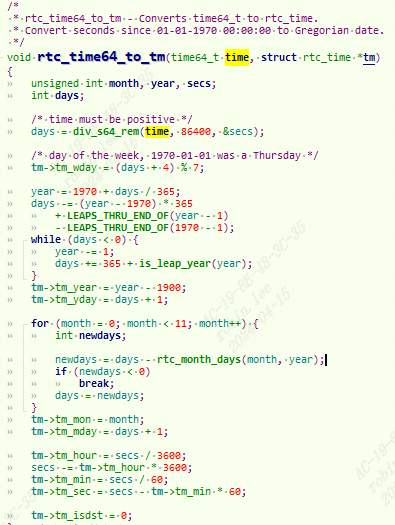 /*
 * rtc_time64_to_tm - Converts time64_t to rtc_time.
 * Convert seconds since 01-01-1970 00:00:00 to Gregorian date.
 */
void rtc_time64_to_tm(time64_t time, struct rtc_time *tm)
{
	unsigned int month, year, secs;
	int days;

	/* time must be positive */
	days = div_s64_rem(time, 86400, &secs);

	/* day of the week, 1970-01-01 was a Thursday */
	tm->tm_wday = (days + 4) % 7;

	year = 1970 + days / 365;
	days -= (year - 1970) * 365
		+ LEAPS_THRU_END_OF(year - 1)
		- LEAPS_THRU_END_OF(1970 - 1);
	while (days < 0) {
		year -= 1;
		days += 365 + is_leap_year(year);
	}
	tm->tm_year = year - 1900;
	tm->tm_yday = days + 1;

	for (month = 0; month < 11; month++) {
		int newdays;

		newdays = days - rtc_month_days(month, year);
		if (newdays < 0)
			break;
		days = newdays;
	}
	tm->tm_mon = month;
	tm->tm_mday = days + 1;

	tm->tm_hour = secs / 3600;
	secs -= tm->tm_hour * 3600;
	tm->tm_min = secs / 60;
	tm->tm_sec = secs - tm->tm_min * 60;

	tm->tm_isdst = 0;